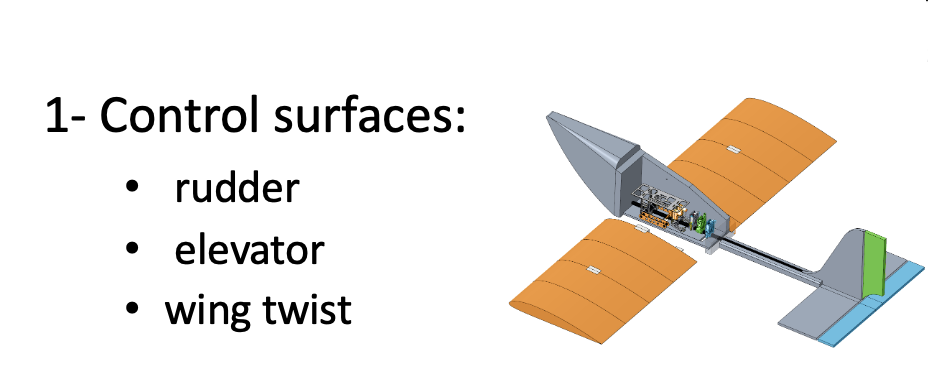 1- Control surfaces:
• rudder
• elevator
• wing twist